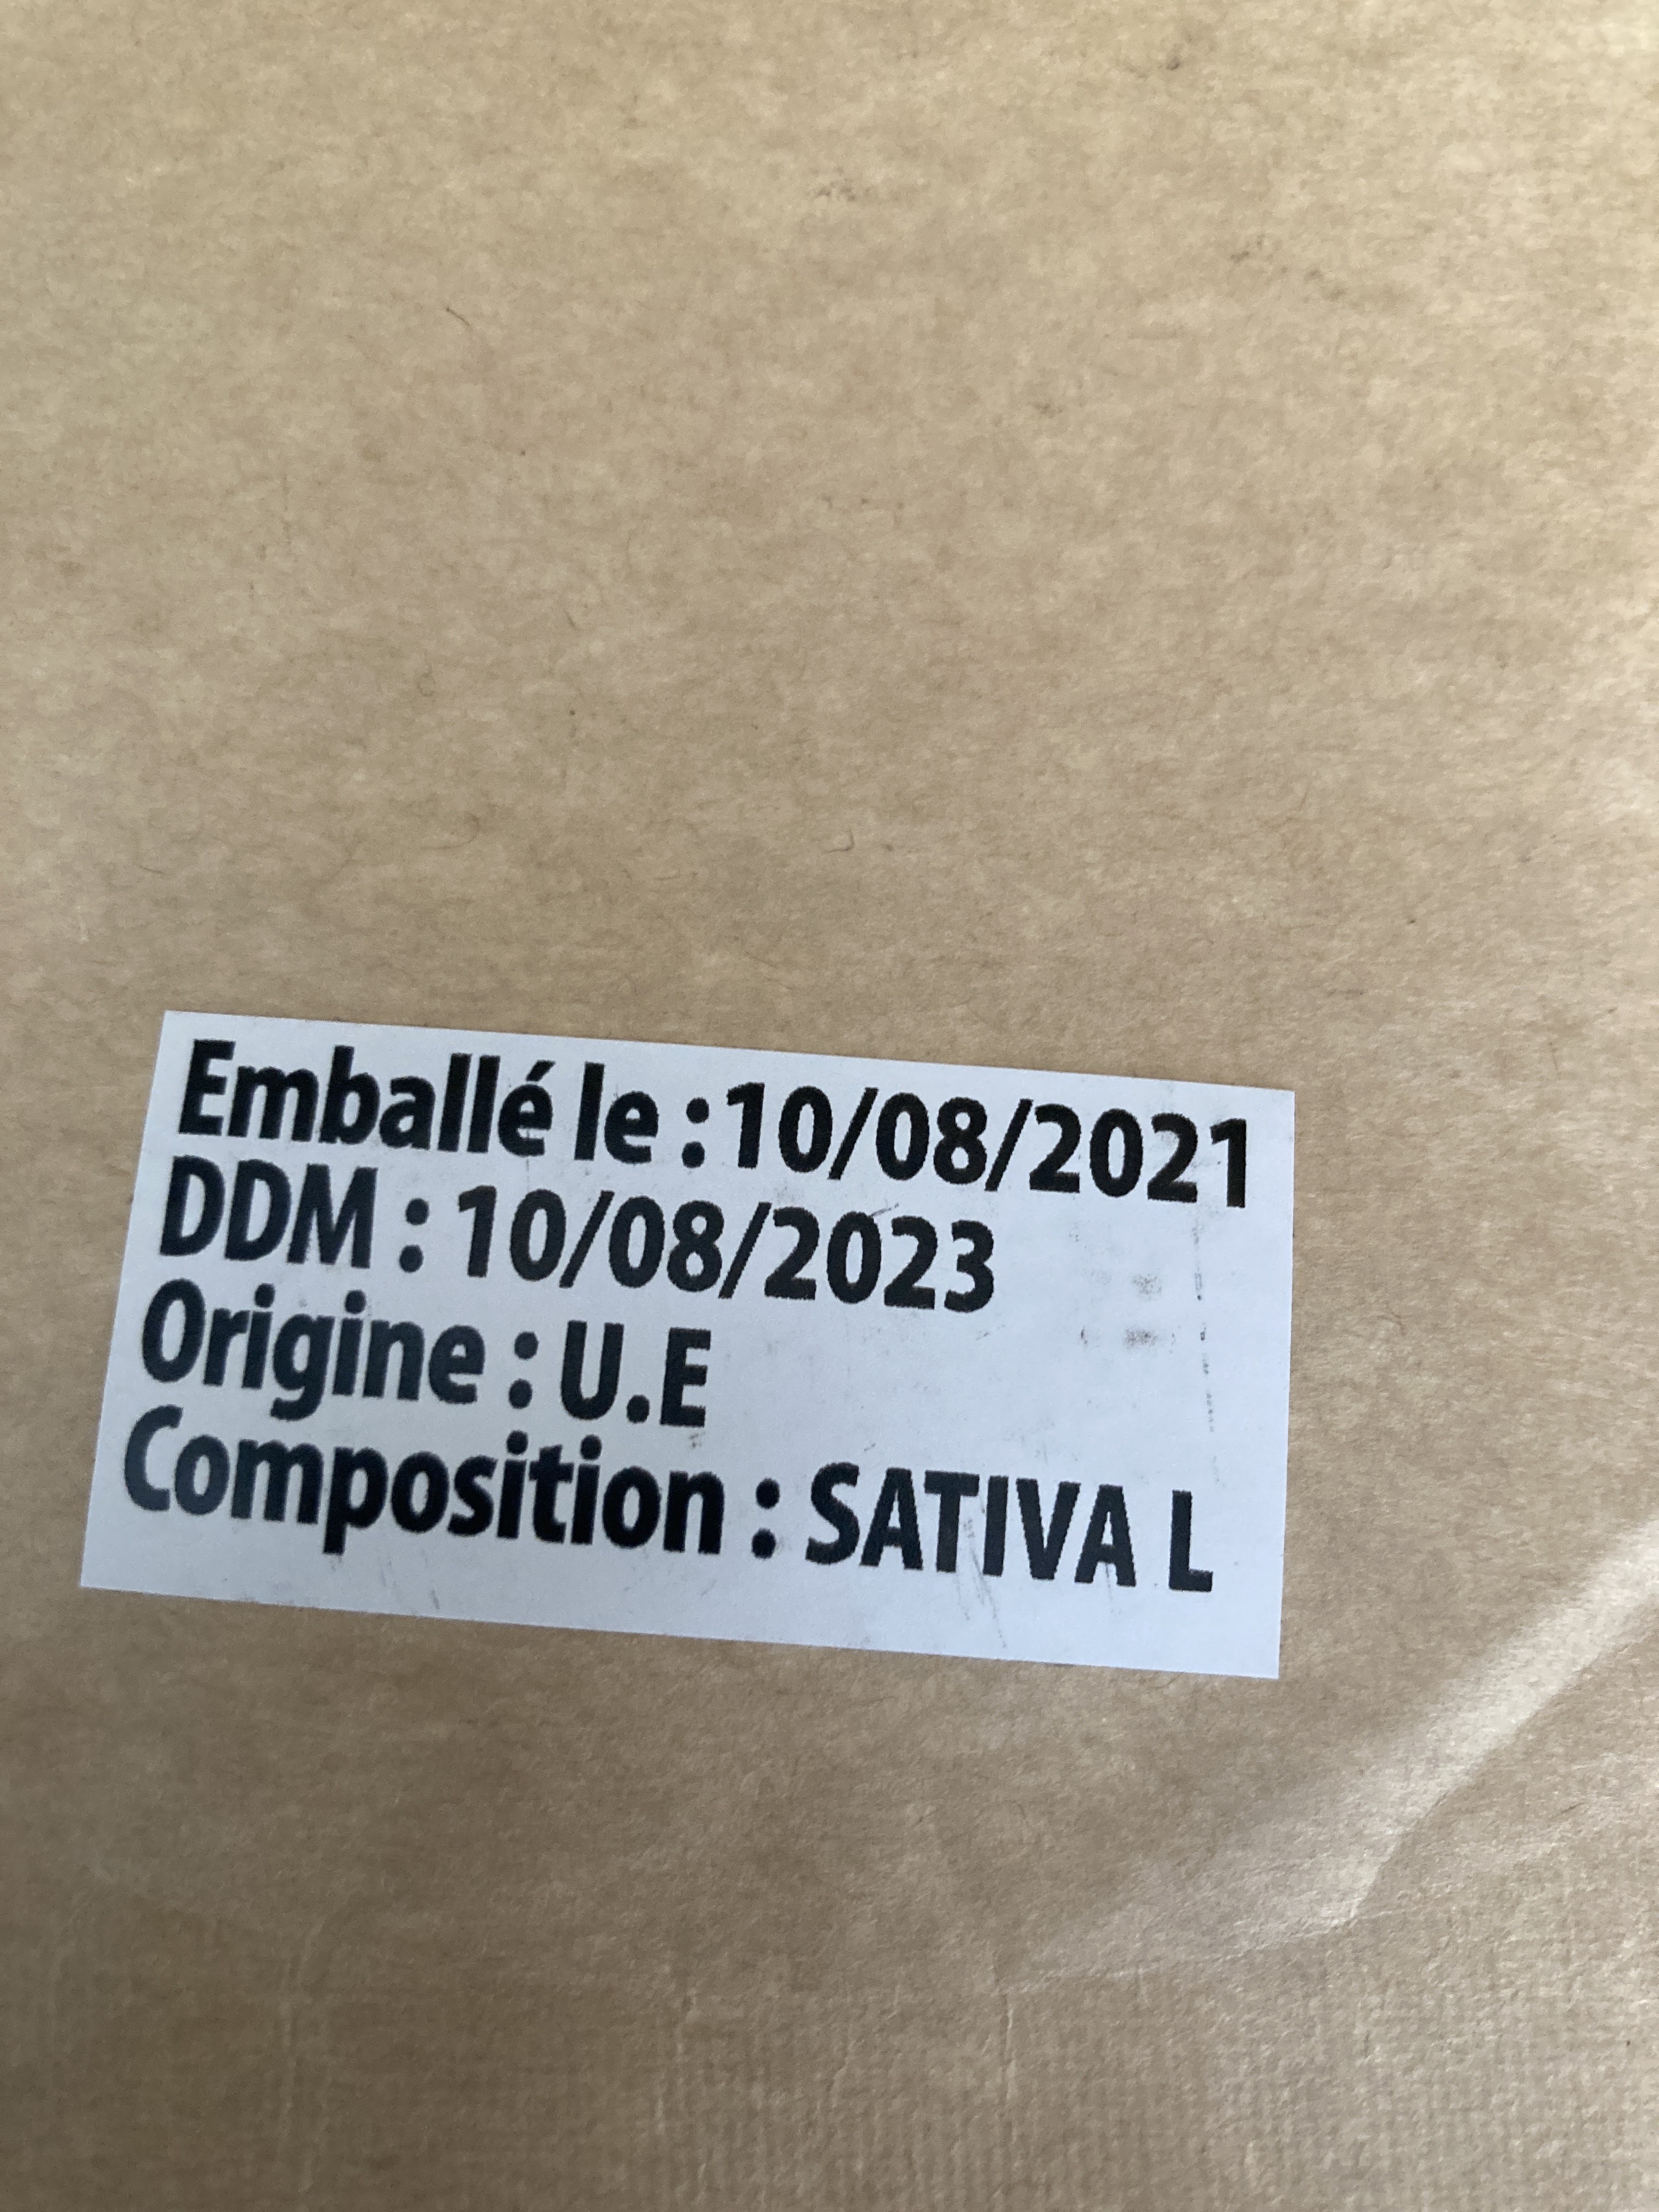 Emballé le :10/08/2021
DDM : 10/08/2023
Origine : U.E
Composition : SATIVA L